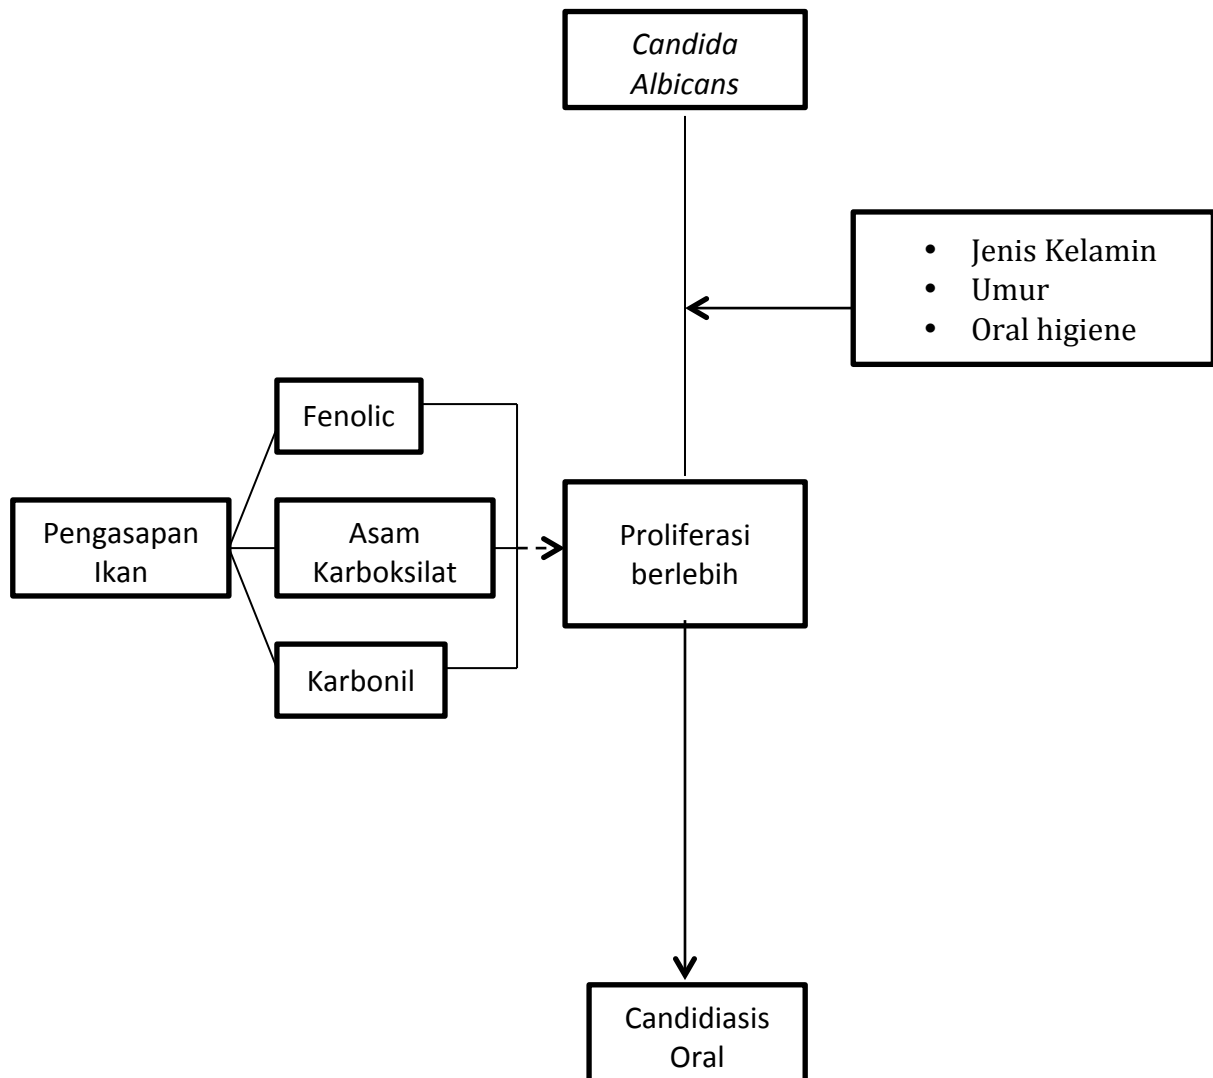 Candida
Albicans
• Jenis Kelamin
• Umur
• Oral higiene
Fenolic
Pengasapan
Ikan
Asam
Karboksilat
Proliferasi
berlebih
Karbonil
Candidiasis
Oral